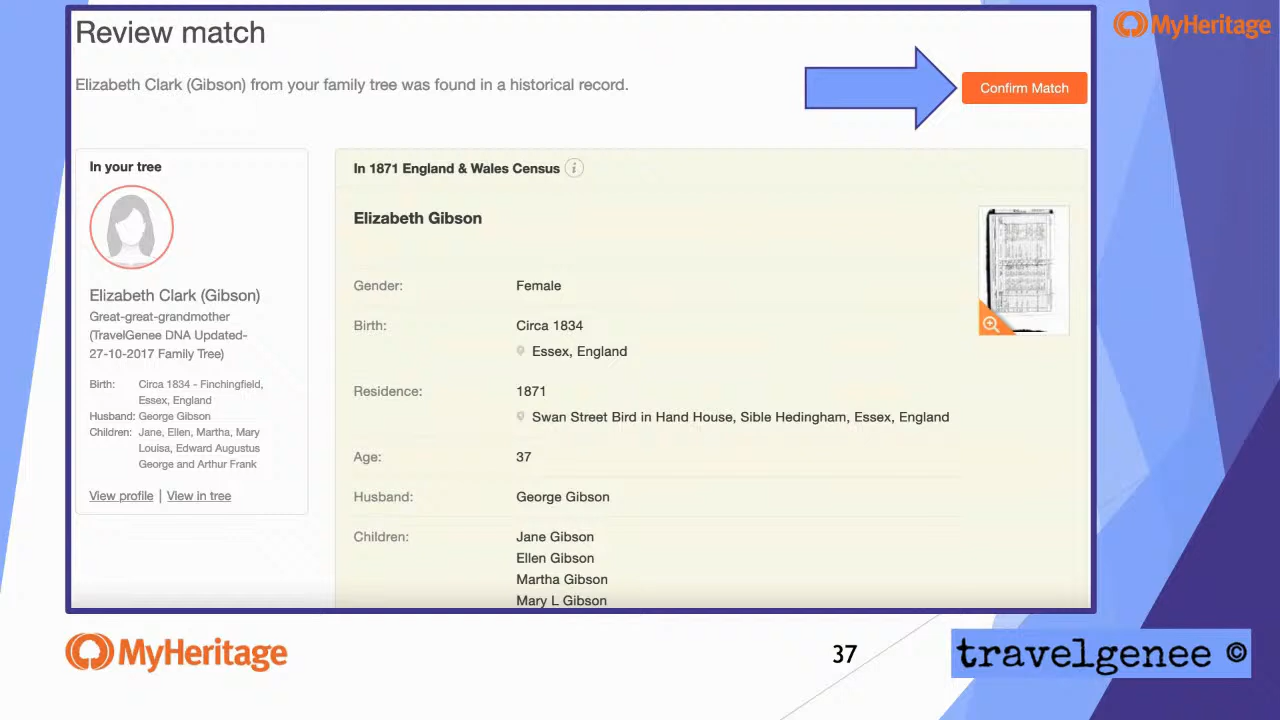 Review match
MyHeritage
Elizabeth Clark (Gibson) from your family tree was found in a historical record.
Confirm Match
In your tree
Elizabeth Clark (Gibson)
Great-great-grandmother
(TravelGenee DNA Updated-
27-10-2017 Family Tree)
Birth: Circa 1834 - Finchingfield,
Essex, England
Husband: George Gibson
Children: Jane, Ellen, Martha, Mary
Louisa, Edward Augustus
George and Arthur Frank
View profile | View in tree
In 1871 England & Wales Census i
Elizabeth Gibson
Gender: Female
Birth: Circa 1834
Essex, England
Residence: 1871
Swan Street Bird in Hand House, Sible Hedingham, Essex, England
Age: 37
Husband: George Gibson
Children: Jane Gibson
Ellen Gibson
Martha Gibson
Mary L Gibson
MyHeritage
37
travelgenee ©